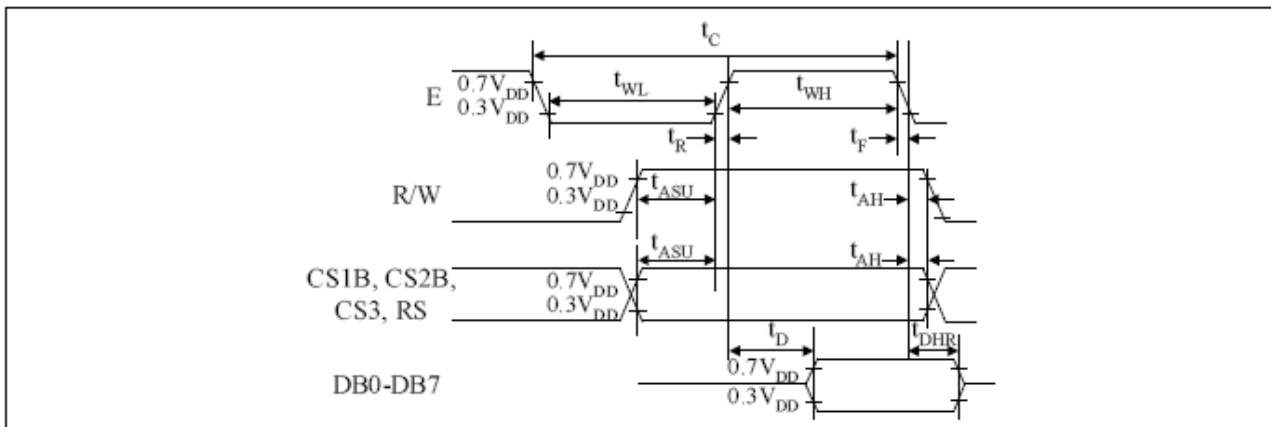 tC
0.7VDD
E
0.3VDD
tWL
tWH
tR
tF
0.7VDD
R/W
0.3VDD
tASU
tAH
tASU
tAH
CS1B, CS2B,
CS3, RS
0.7VDD
0.3VDD
tD
tDHR
DB0-DB7
0.7VDD
0.3VDD